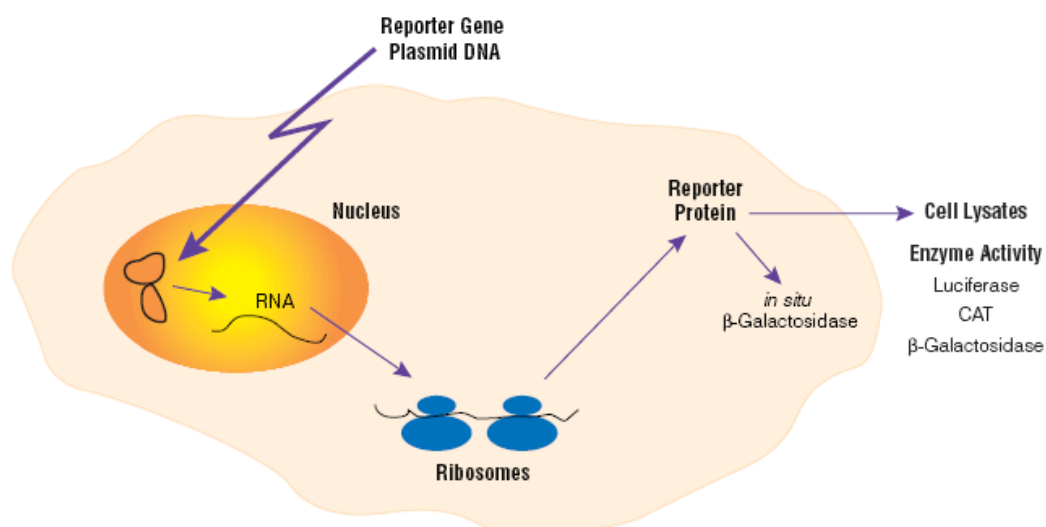 Reporter Gene
Plasmid DNA
Nucleus
RNA
Ribosomes
Reporter
Protein
in situ
β-Galactosidase
Cell Lysates
Enzyme Activity
Luciferase
CAT
β-Galactosidase